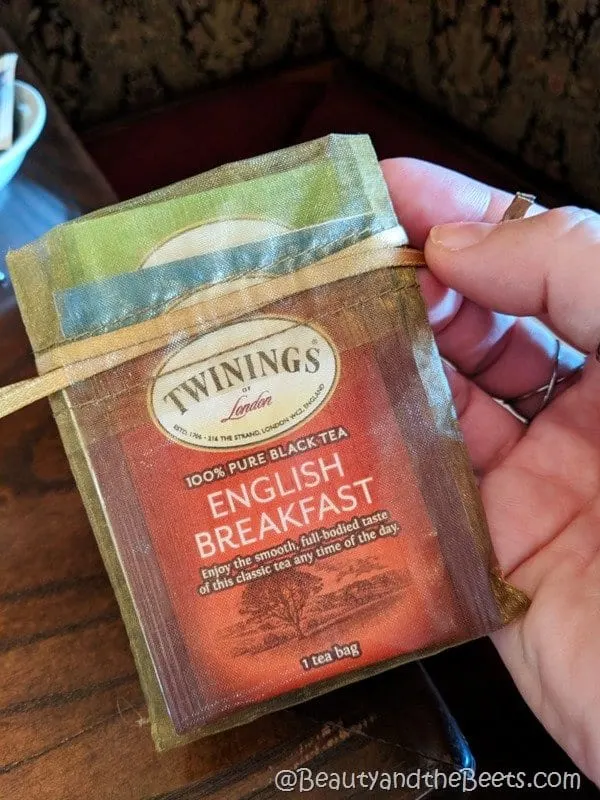 TWININGS®
OF
London
ESTD. 1706 • 216 THE STRAND, LONDON WC2, ENGLAND
100% PURE BLACK TEA
ENGLISH
BREAKFAST
Enjoy the smooth, full-bodied taste
of this classic tea any time of the day.
1 tea bag
@BeautyandtheBeets.com